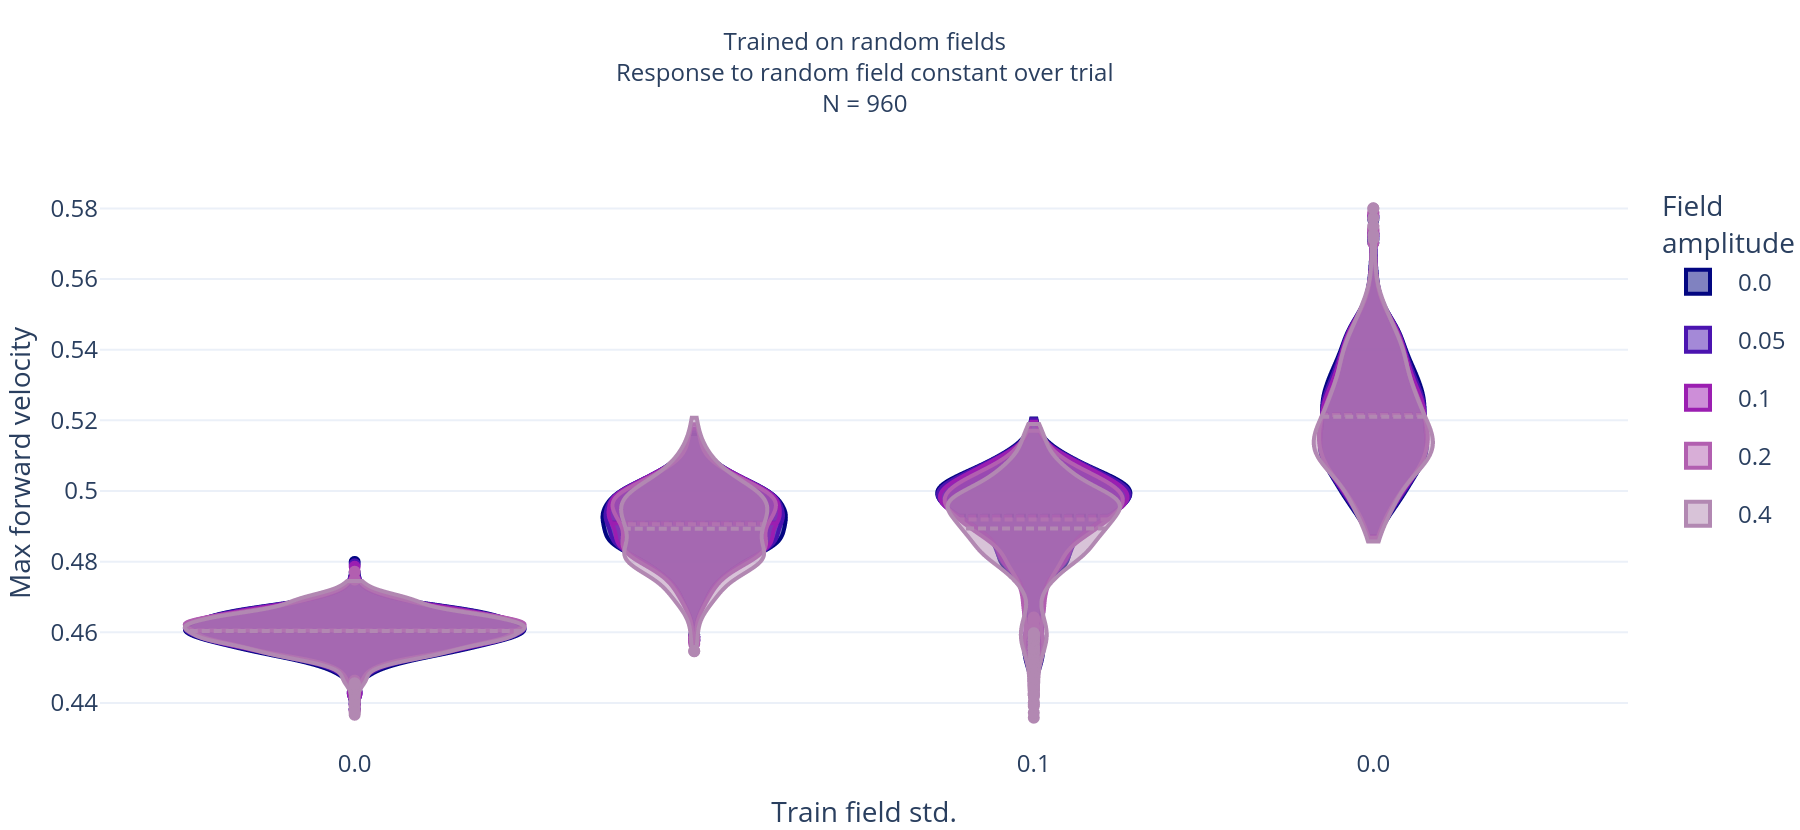 Trained on random fields
Response to random field constant over trial
N = 960
Max forward velocity
0.58
0.56
0.54
0.52
0.5
0.48
0.46
0.44
0.0
0.1
0.0
Train field std.
Field
amplitude
0.0
0.05
0.1
0.2
0.4